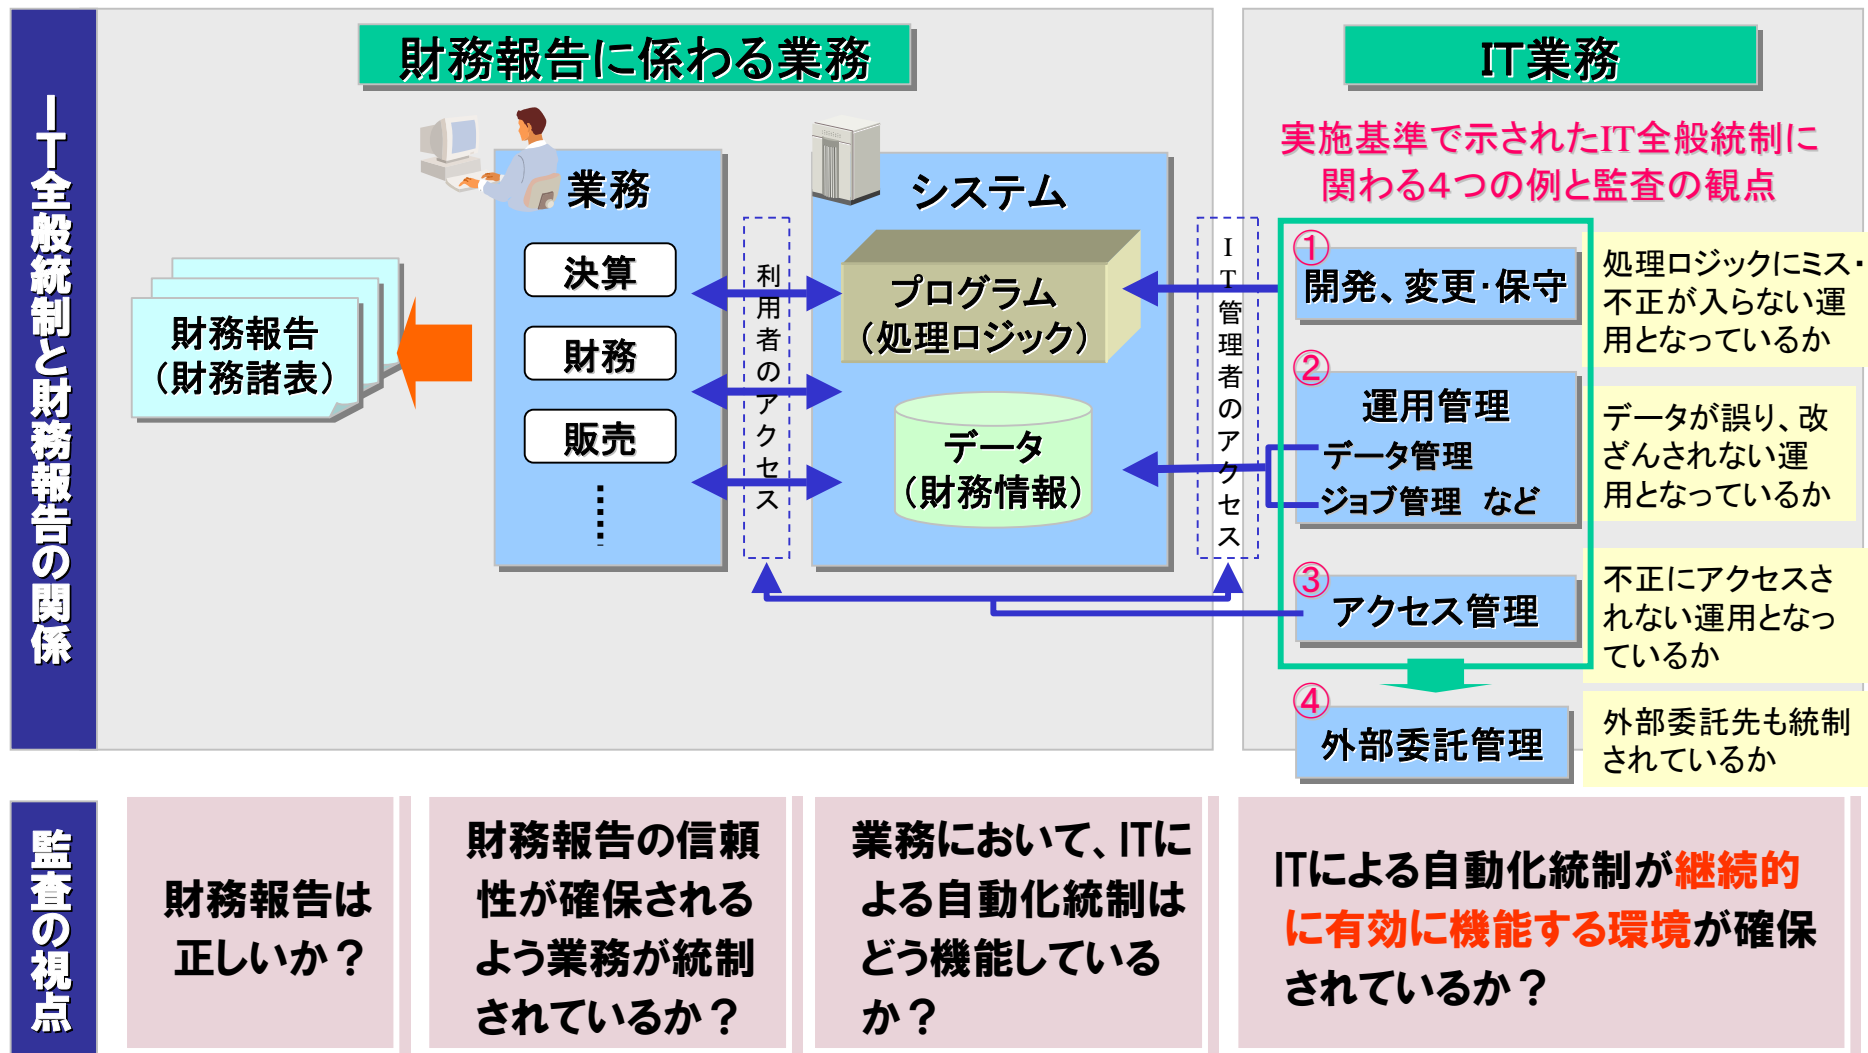 IT全般統制と財務報告の関係
財務報告に係わる業務
IT業務
実施基準で示されたIT全般統制に
関わる4つの例と監査の観点
業務
決算
財務
販売
……
財務報告
(財務諸表)
利用者のアクセス
システム
プログラム
(処理ロジック)
データ
(財務情報)
IT管理者のアクセス
①
開発、変更・保守
処理ロジックにミス・
不正が入らない運
用となっているか
②
運用管理
データ管理
ジョブ管理 など
データが誤り、改
ざんされない運
用となっているか
③
アクセス管理
不正にアクセスさ
れない運用となっ
ているか
④
外部委託管理
外部委託先も統制
されているか
監査の視点
財務報告は
正しいか?
財務報告の信頼
性が確保される
よう業務が統制
されているか?
業務において、ITに
よる自動化統制は
どう機能している
か?
ITによる自動化統制が継続的
に有効に機能する環境が確保
されているか?